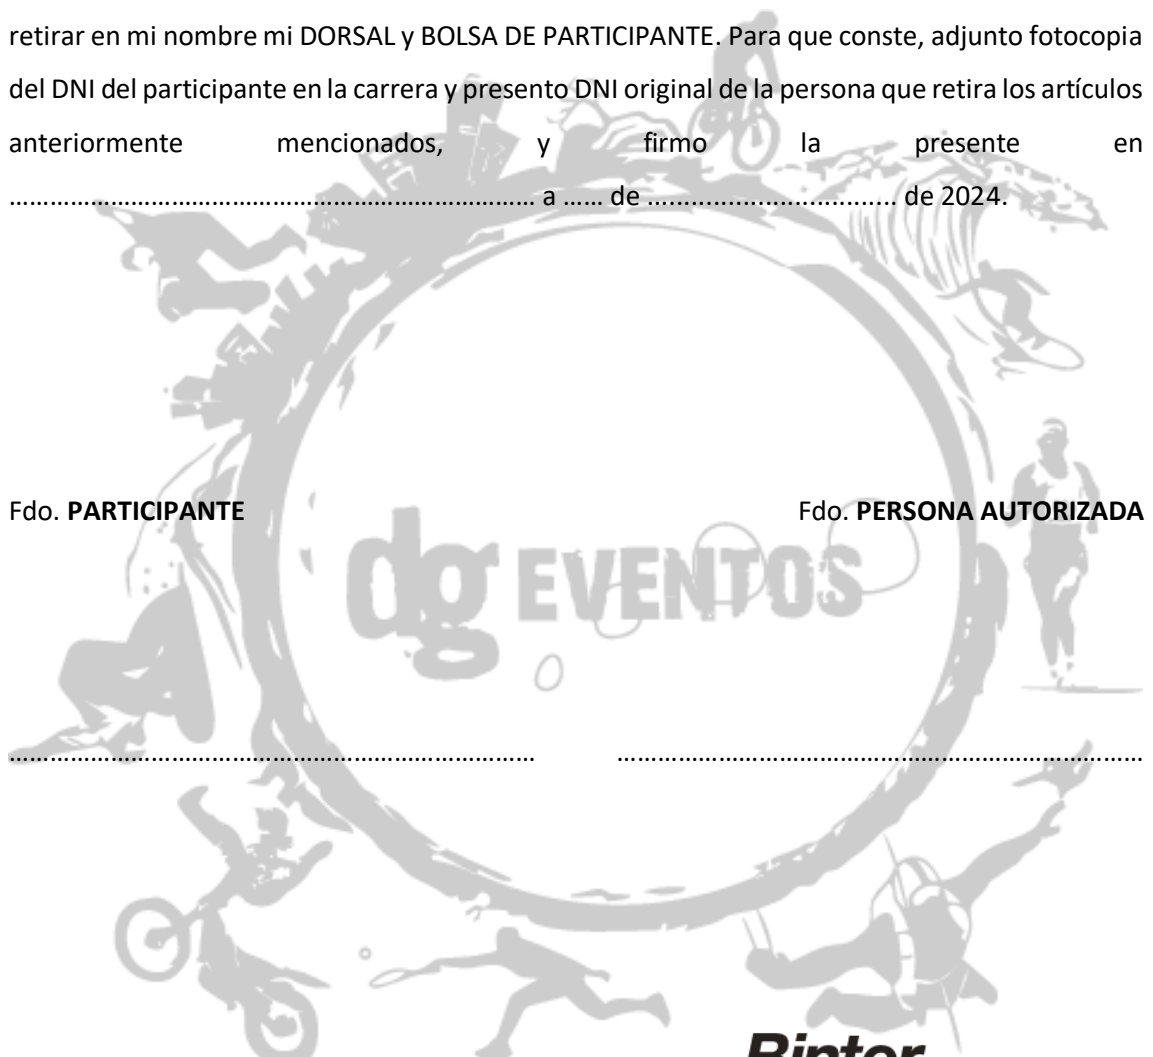 retirar en mi nombre mi DORSAL y BOLSA DE PARTICIPANTE. Para que conste, adjunto fotocopia
del DNI del participante en la carrera y presento DNI original de la persona que retira los artículos
anteriormente mencionados, y firmo la presente en
…………………………………………………………………… a …… de ……………………………… de 2024.
Fdo. PARTICIPANTE Fdo. PERSONA AUTORIZADA
dg EVENTOS
…………………………………………………………………… ……………………………………………………………………
Binter